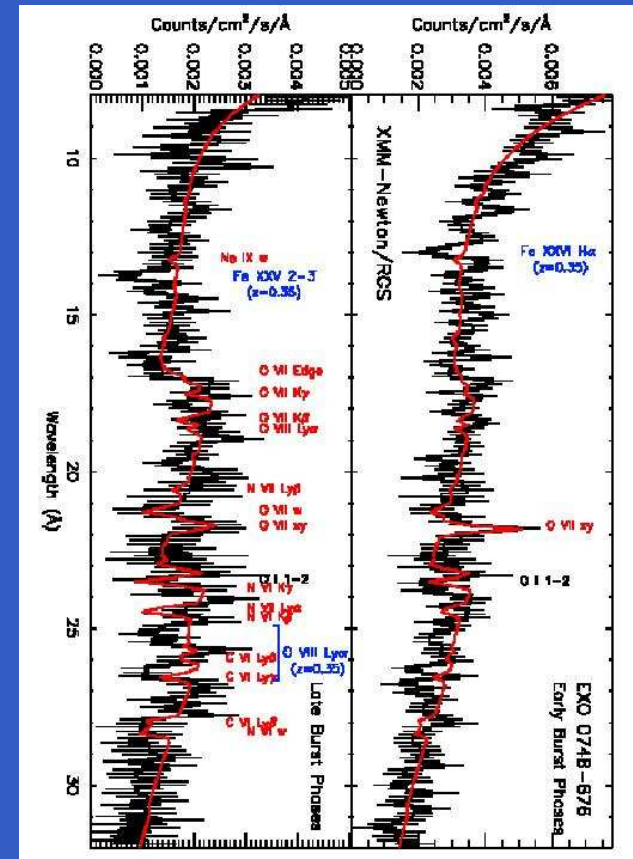 Counts/cm²/s/Å
Counts/cm²/s/Å
0.000
0.001
0.002
0.003
0.004
0.000
0.002
0.004
0.006
XMM-Newton/RGS
EXO 0748-676
Early Burst Phases
Fe XXVI Hα
(z=0.35)
O VII xy
O I 1-2
Late Burst Phases
Ne IX w
Fe XXV 2-3
(z=0.35)
O VII Edge
O VII Kγ
O VII Kβ
O VIII Lyα
N VII Lyβ
O VII w
O VII xy
O I 1-2
N VI Kγ
N VII Lyα
N VI Kβ
O VIII Lyα
(z=0.35)
C VI Lyγ
N VI w
10
15
20
25
30
Wavelength (Å)